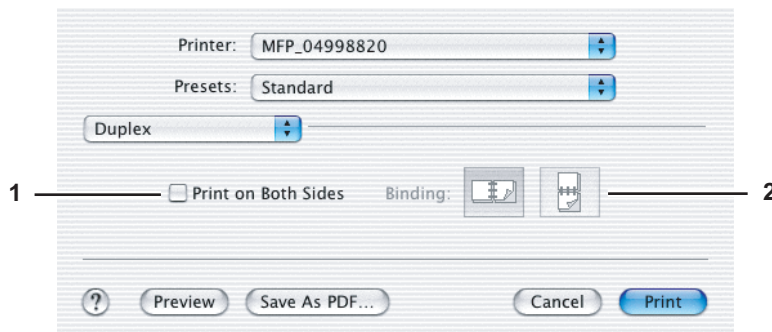 Printer: MFP_04998820
Presets: Standard
Duplex
1 Print on Both Sides Binding: 2
? Preview Save As PDF... Cancel Print